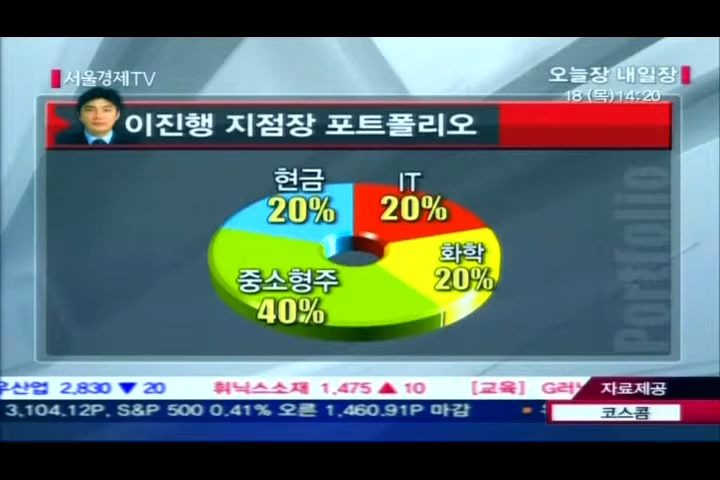 서울경제TV
오늘장 내일장
18 (목)14:20
이진행 지점장 포트폴리오
현금
20%
IT
20%
화학
20%
중소형주
40%
Portfolio
우산업 2,830 ▼ 20 휘닉스소재 1,475 ▲ 10 [교육] G러닝
자료제공
3,104.12P, S&P 500 0.41% 오른 1,460.91P 마감
코스콤